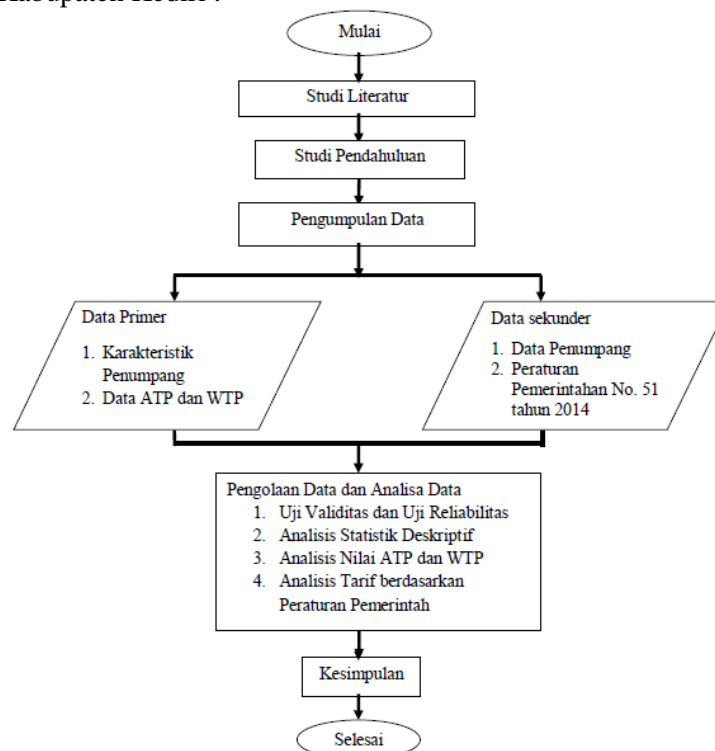 Mulai
Studi Literatur
Studi Pendahuluan
Pengumpulan Data
Data Primer
1. Karakteristik
Penumpang
2. Data ATP dan WTP
Data sekunder
1. Data Penumpang
2. Peraturan
Pemerintahan No. 51
tahun 2014
Pengolaan Data dan Analisa Data
1. Uji Validitas dan Uji Reliabilitas
2. Analisis Statistik Deskriptif
3. Analisis Nilai ATP dan WTP
4. Analisis Tarif berdasarkan
Peraturan Pemerintah
Kesimpulan
Selesai